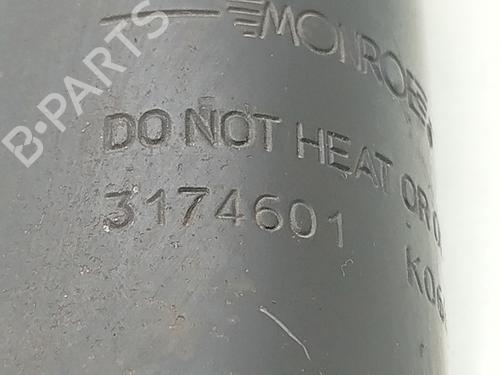 MONROE
B-PARTS
DO NOT HEAT OR
3174601